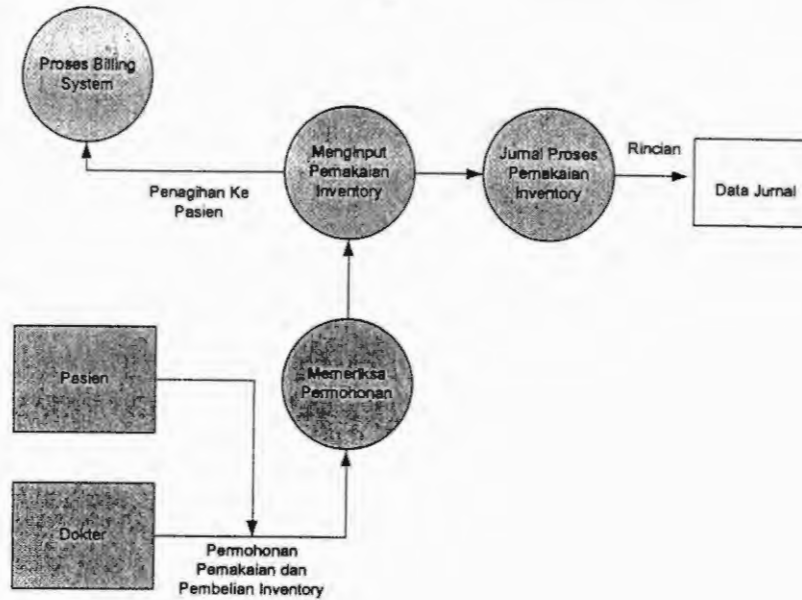 Proses Billing
System
Menginput
Pemakaian
Inventory
Jurnal Proses
Pemakaian
Inventory
Rincian
Data Jurnal
Penagihan Ke
Pasien
Pasien
Memeriksa
Permohonan
Dokter
Permohonan
Pemakaian dan
Pembelian Inventory